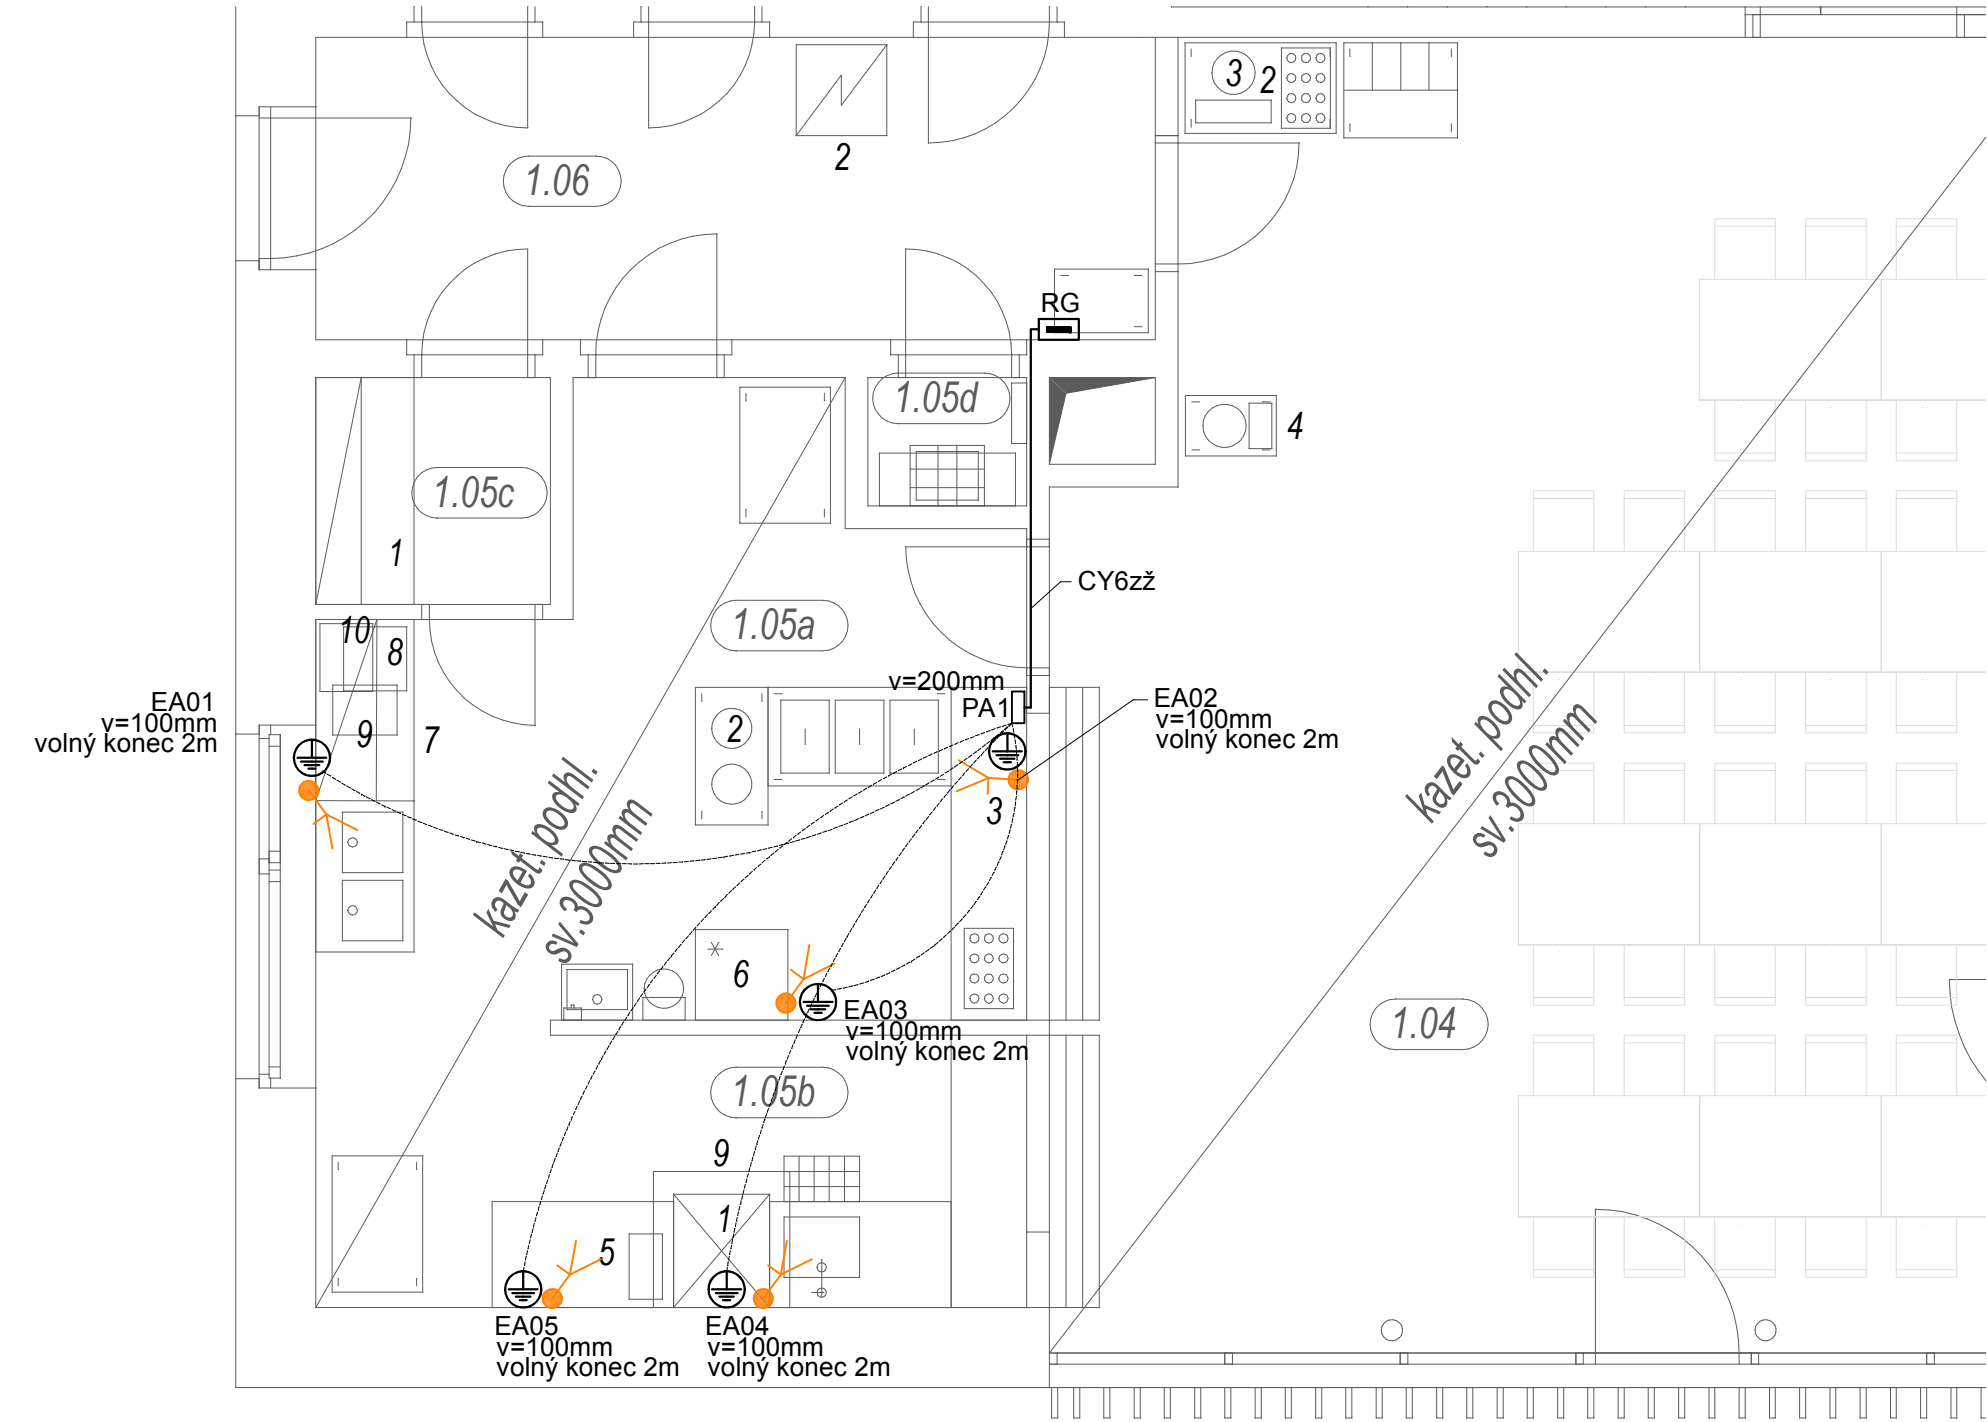 3
2
2
1.06
RG
1.05d
4
1.05c
1
CY6zž
1.05a
10
8
v=200mm
PA1
EA01
v=100mm
volný konec 2m
EA02
v=100mm
volný konec 2m
9
7
2
3
kazet. podhl.
sv.3000mm
kazet. podhl.
sv.3000mm
6
EA03
v=100mm
volný konec 2m
1.04
1.05b
9
1
5
EA05
v=100mm
volný konec 2m
EA04
v=100mm
volný konec 2m